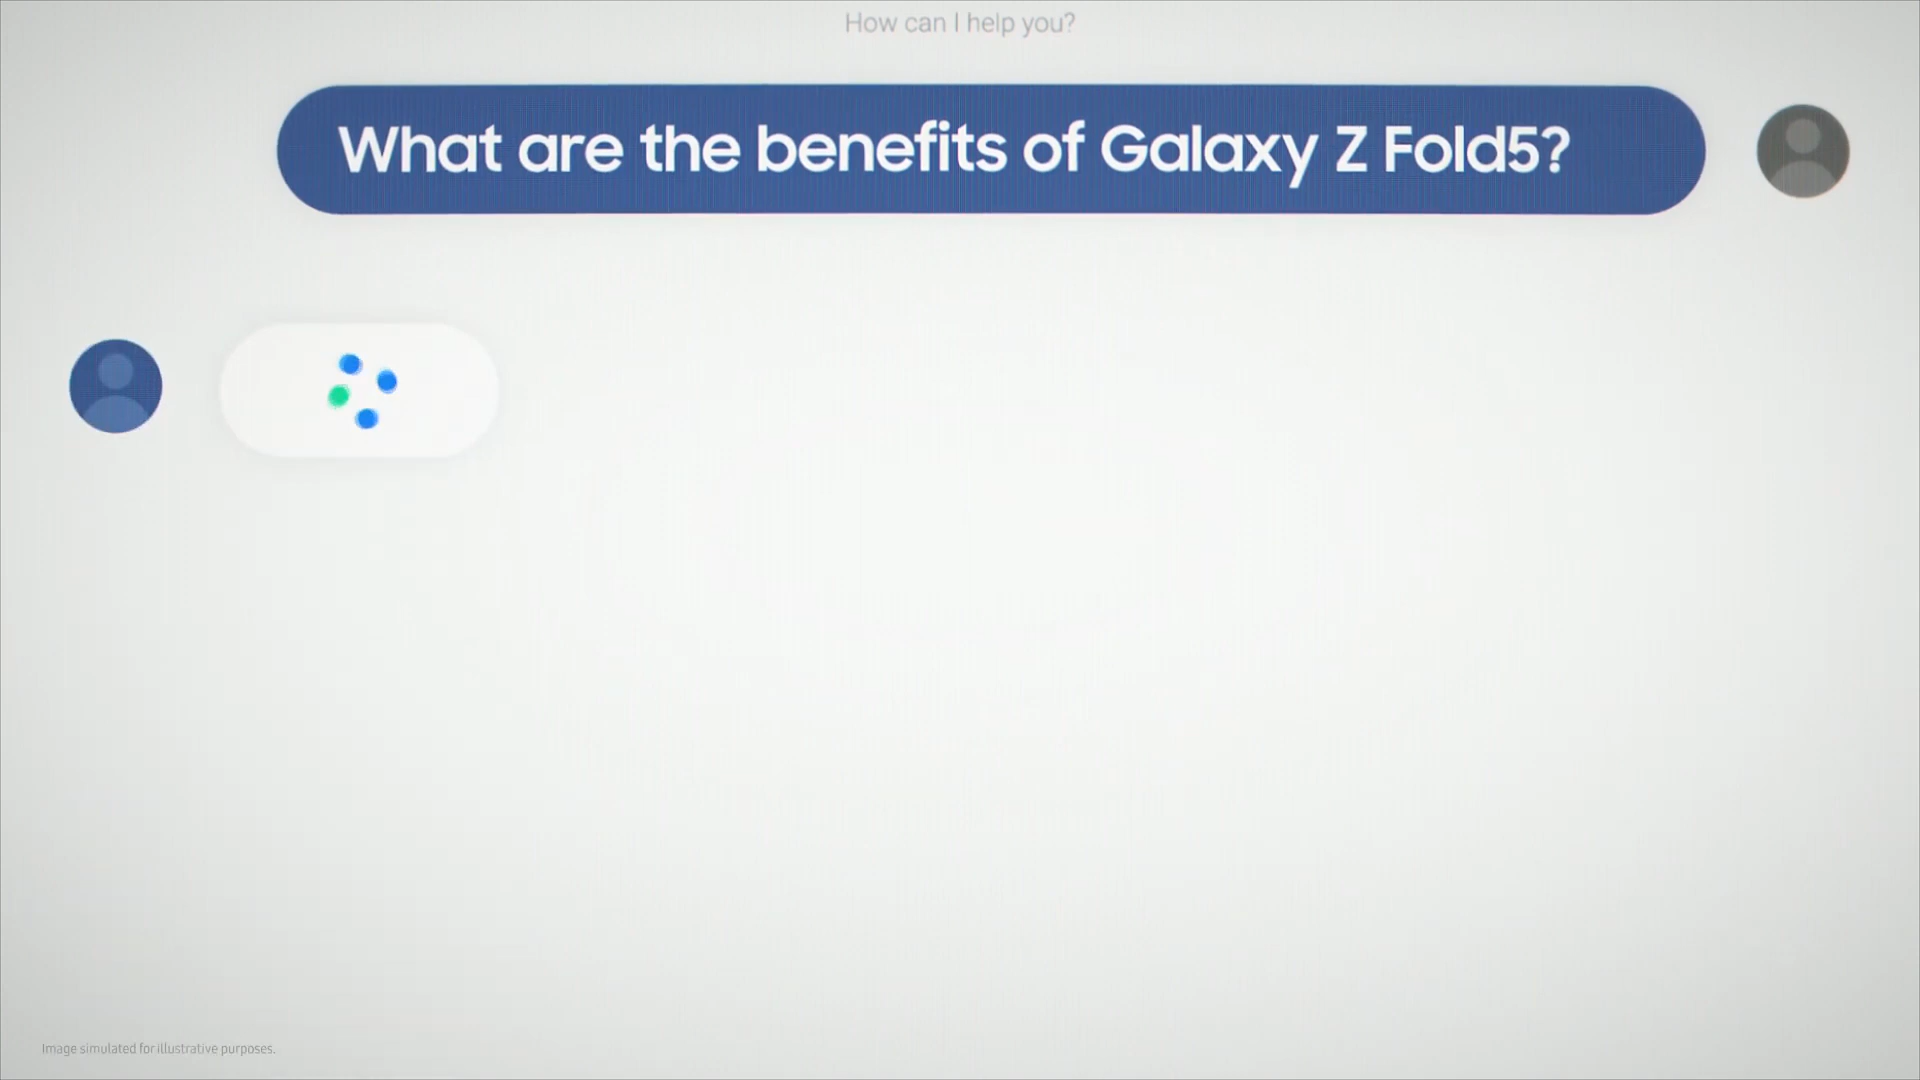 How can I help you?
What are the benefits of Galaxy Z Fold5?
Image simulated for illustrative purposes.